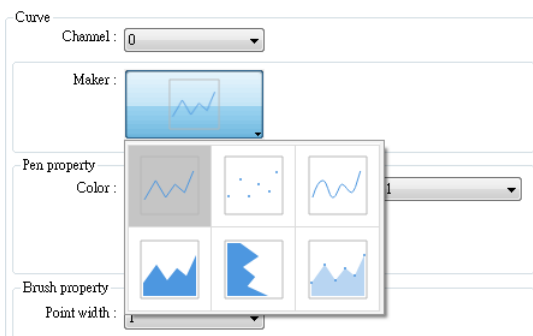 Curve
Channel : 0
Maker :
Pen property
Color : 1
Brush property
Point width : 1